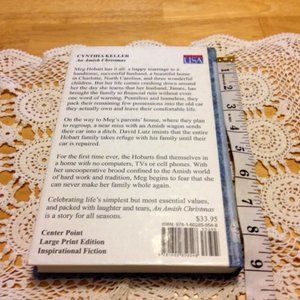 CYNTHIA KELLER
An Amish Christmas
USA
Meg Hobart has it all: a happy marriage to a
handsome, successful husband, a beautiful home
in Charlotte, North Carolina, and three wonderful
children. But her life comes crashing down around
her the day she learns that her husband, James, has
brought the family to financial ruin without even
one word of warning. Penniless and homeless, they
pack their remaining few possessions into the old car
they actually own and leave their cherished home
behind.
On the way to Meg's parents' home, where they plan
to regroup, a near miss with an Amish wagon sends
their car into a ditch. David Lutz insists that the entire
Hobart family takes refuge with his family until their
car is repaired.
For the first time ever, the Hobarts find themselves in
a home with no computers, TVs or cell phones. With
her uncooperative brood confined to the Amish world
of hard work and tradition, Meg begins to fear that she
can never make her family whole again.
Celebrating life's simplest but most essential values,
and packed with laughter and tears, An Amish Christmas
is a story for all seasons.
$33.95
ISBN: 978-1-60285-954-8
Center Point
Large Print Edition
Inspirational Fiction